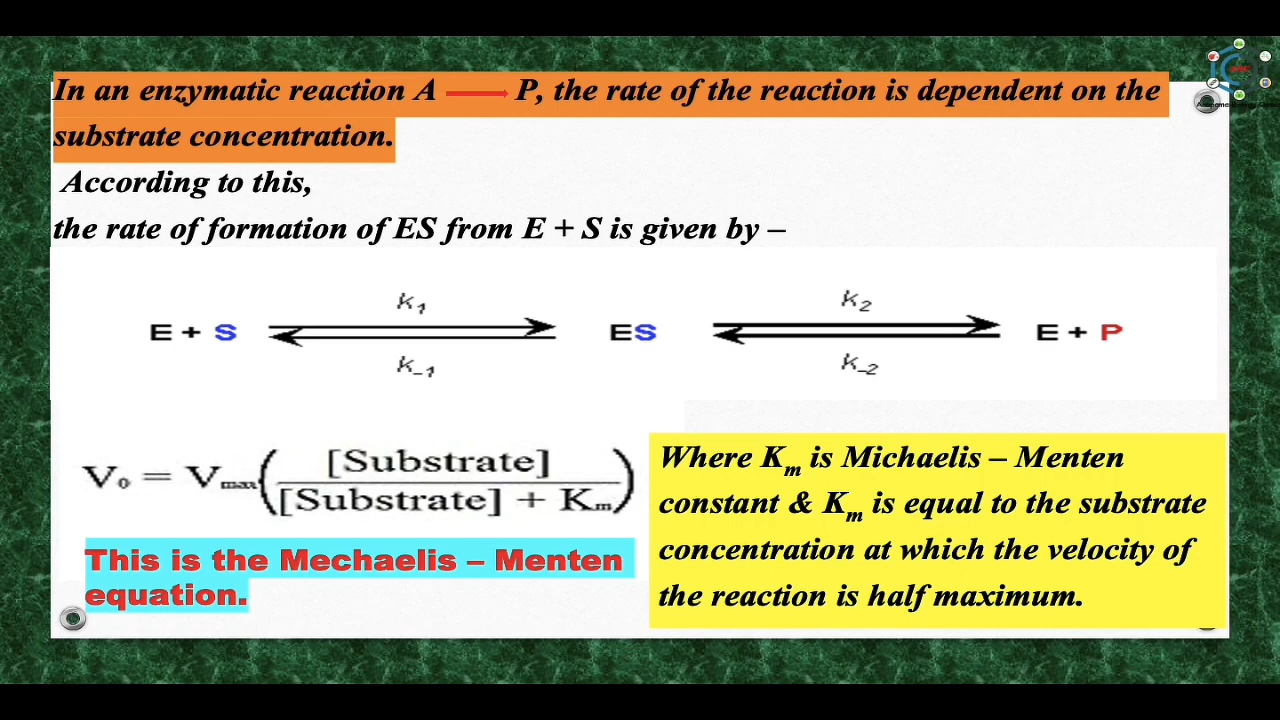 In an enzymatic reaction A ⟶ P, the rate of the reaction is dependent on the
substrate concentration.
According to this,
the rate of formation of ES from E + S is given by –
k₁ k₂
E + S ES E + P
k₋₁ k₋₂
V₀ = Vmax([Substrate] / [Substrate] + Km)
This is the Mechaelis – Menten
equation.
Where Km is Michaelis – Menten
constant & Km is equal to the substrate
concentration at which the velocity of
the reaction is half maximum.